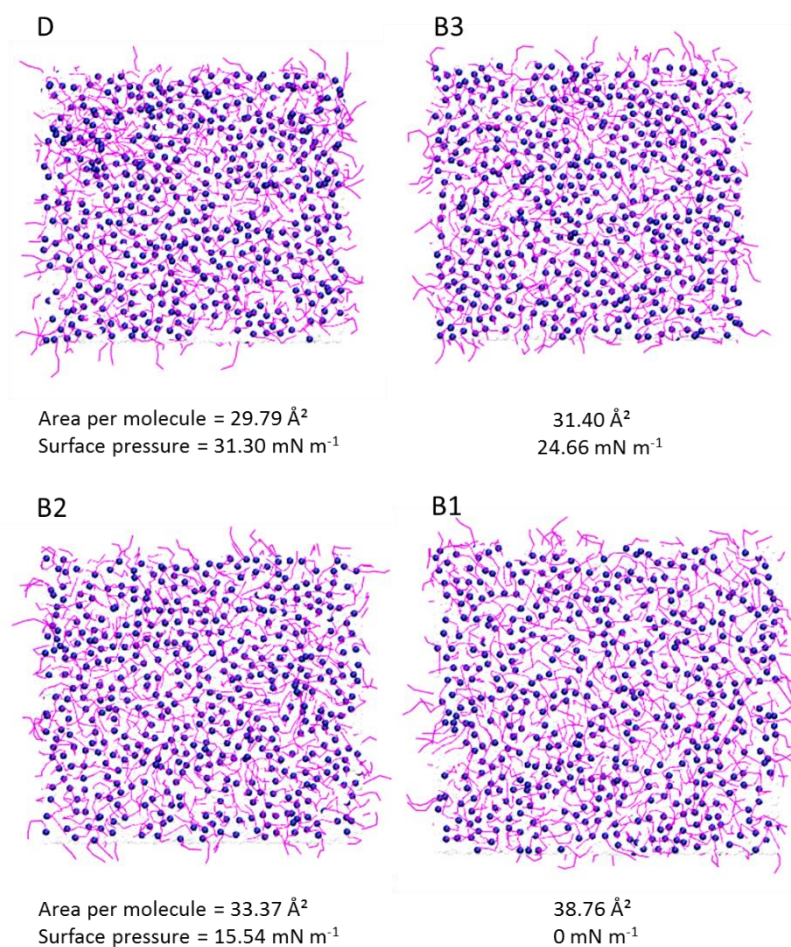 D
B3
Area per molecule = 29.79 Å²
Surface pressure = 31.30 mN m⁻¹
31.40 Å²
24.66 mN m⁻¹
B2
B1
Area per molecule = 33.37 Å²
Surface pressure = 15.54 mN m⁻¹
38.76 Å²
0 mN m⁻¹